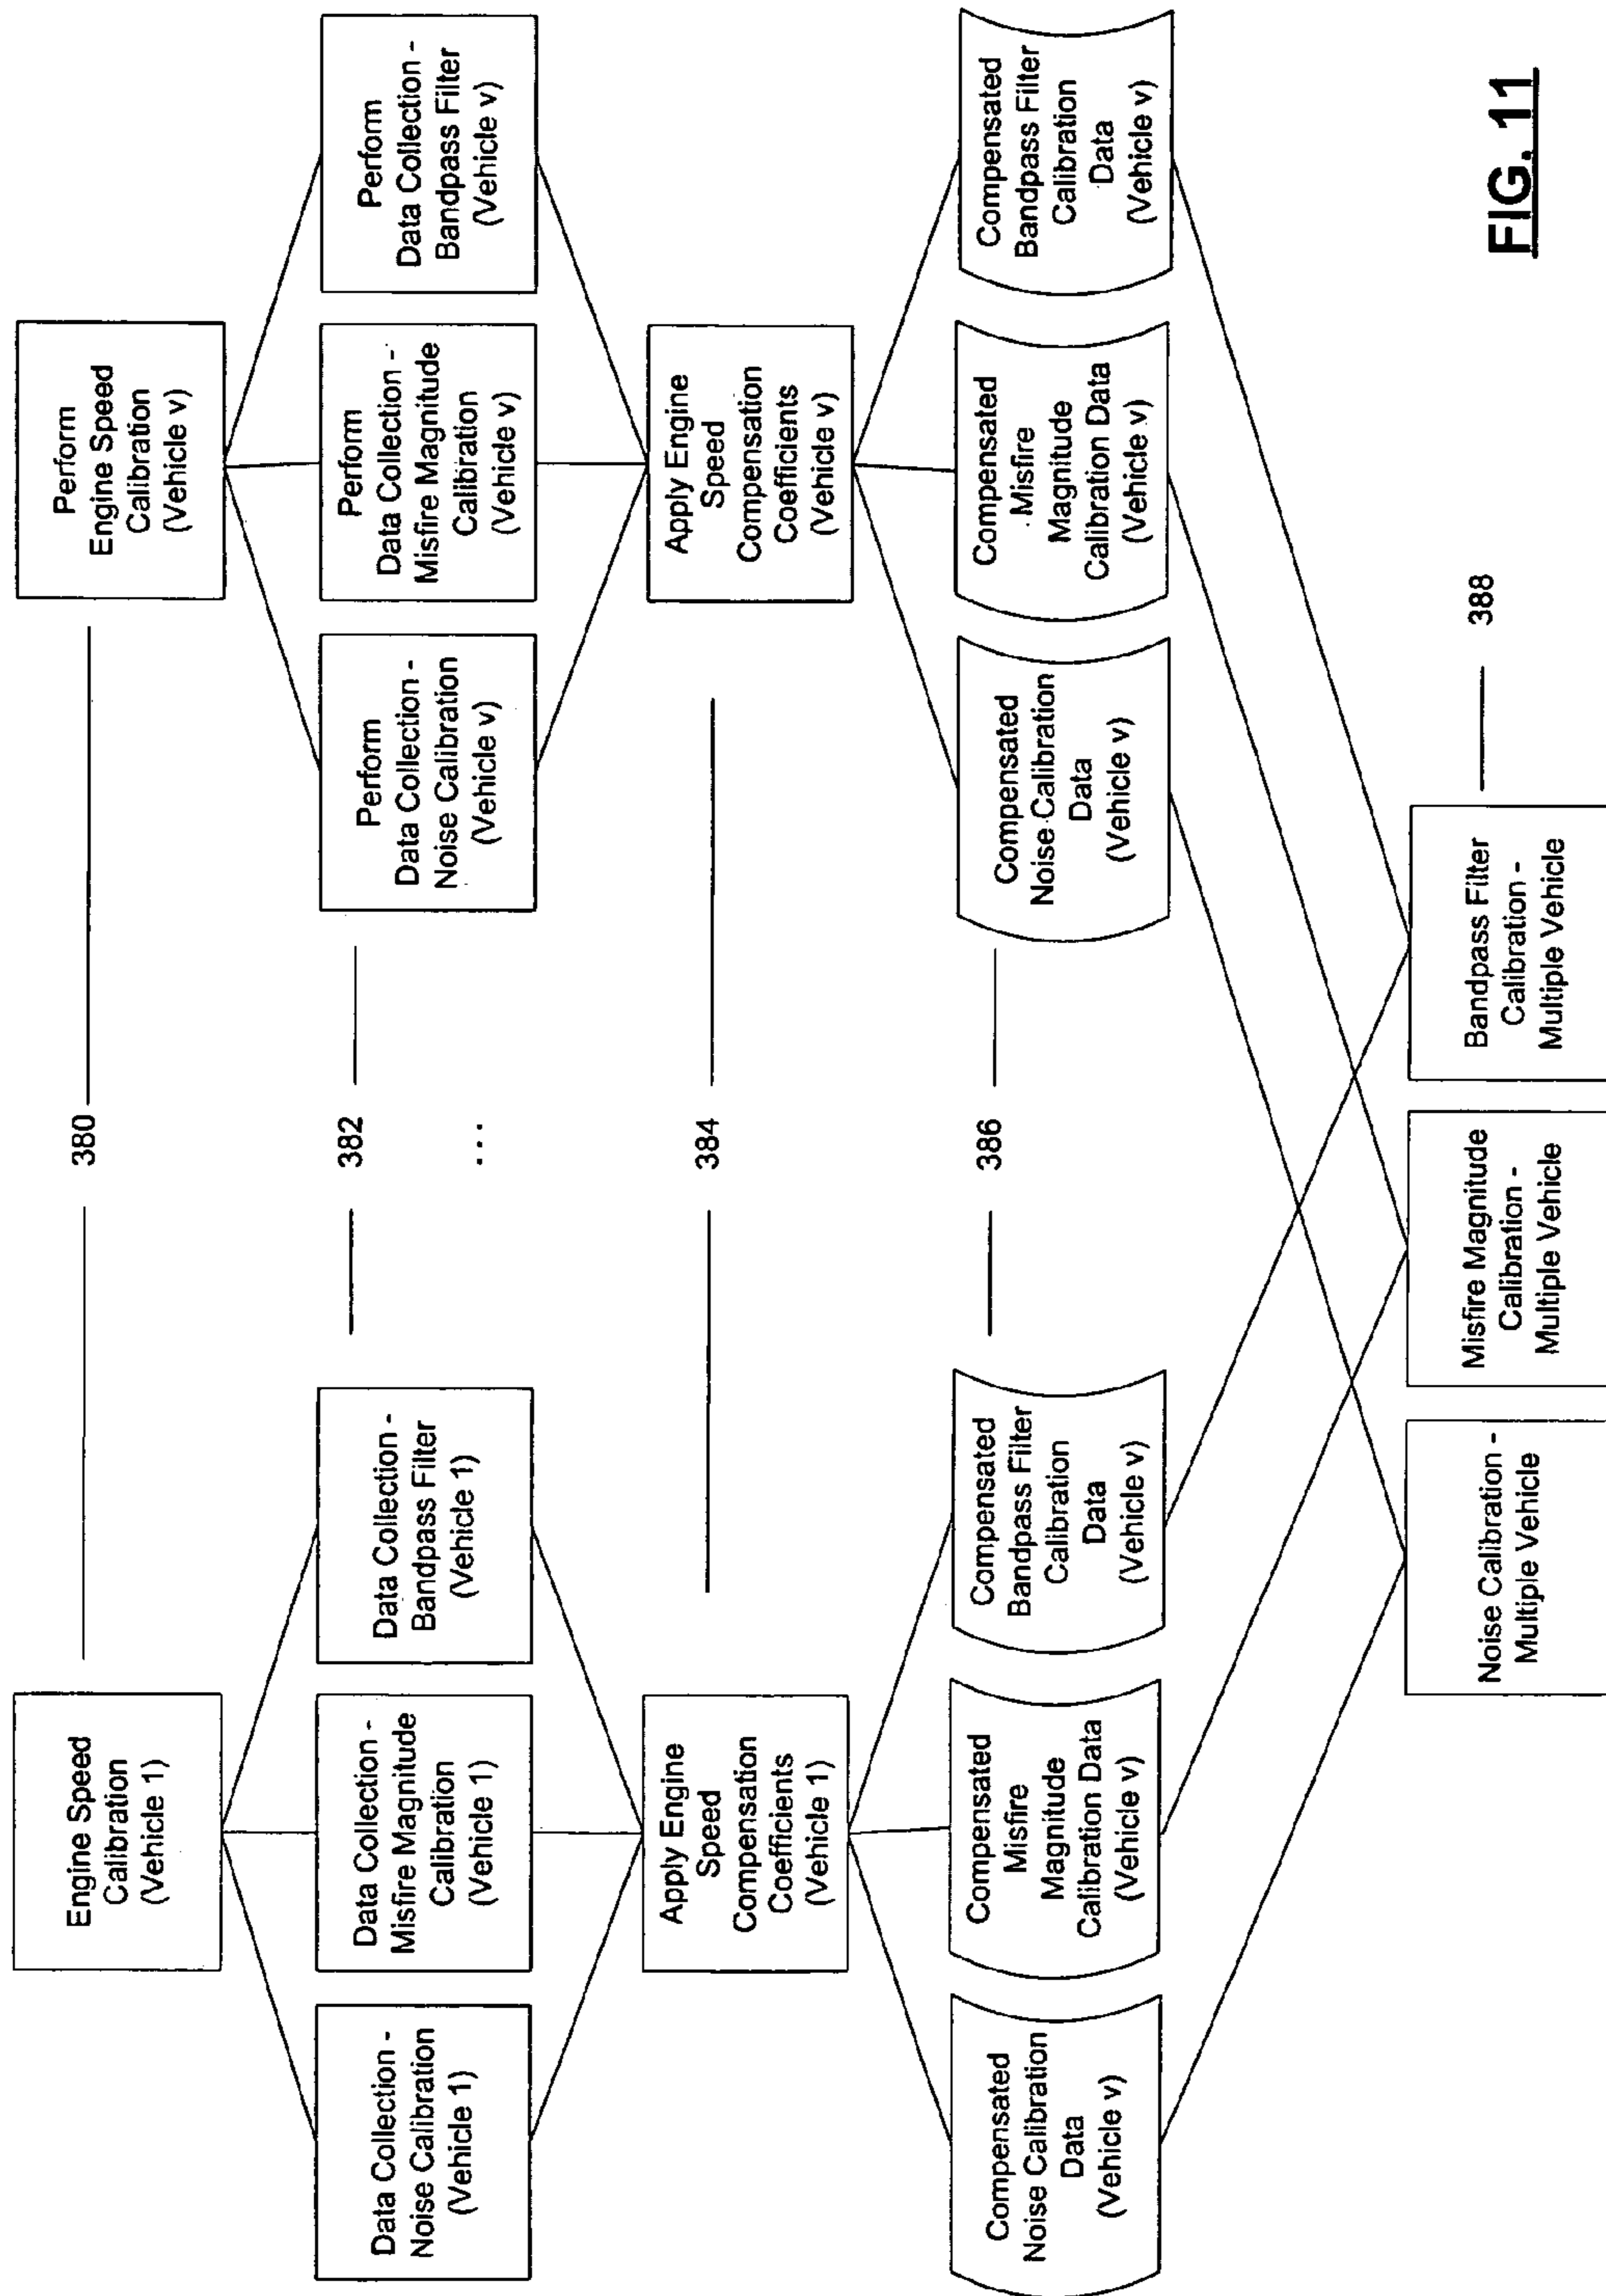 Engine Speed
Calibration
(Vehicle 1)
380
Perform
Engine Speed
Calibration
(Vehicle v)
Data Collection -
Noise Calibration
(Vehicle 1)
Data Collection -
Misfire Magnitude
Calibration
(Vehicle 1)
Data Collection -
Bandpass Filter
(Vehicle 1)
382
...
Perform
Data Collection -
Noise Calibration
(Vehicle v)
Perform
Data Collection -
Misfire Magnitude
Calibration
(Vehicle v)
Perform
Data Collection -
Bandpass Filter
(Vehicle v)
Apply Engine
Speed
Compensation
Coefficients
(Vehicle 1)
384
Apply Engine
Speed
Compensation
Coefficients
(Vehicle v)
Compensated
Noise Calibration
Data
(Vehicle v)
Compensated
Misfire
Magnitude
Calibration Data
(Vehicle v)
Compensated
Bandpass Filter
Calibration
Data
(Vehicle v)
386
Compensated
Noise Calibration
Data
(Vehicle v)
Compensated
Misfire
Magnitude
Calibration Data
(Vehicle v)
Compensated
Bandpass Filter
Calibration
Data
(Vehicle v)
Noise Calibration -
Multiple Vehicle
Misfire Magnitude
Calibration -
Multiple Vehicle
Bandpass Filter
Calibration -
Multiple Vehicle
388
FIG. 11